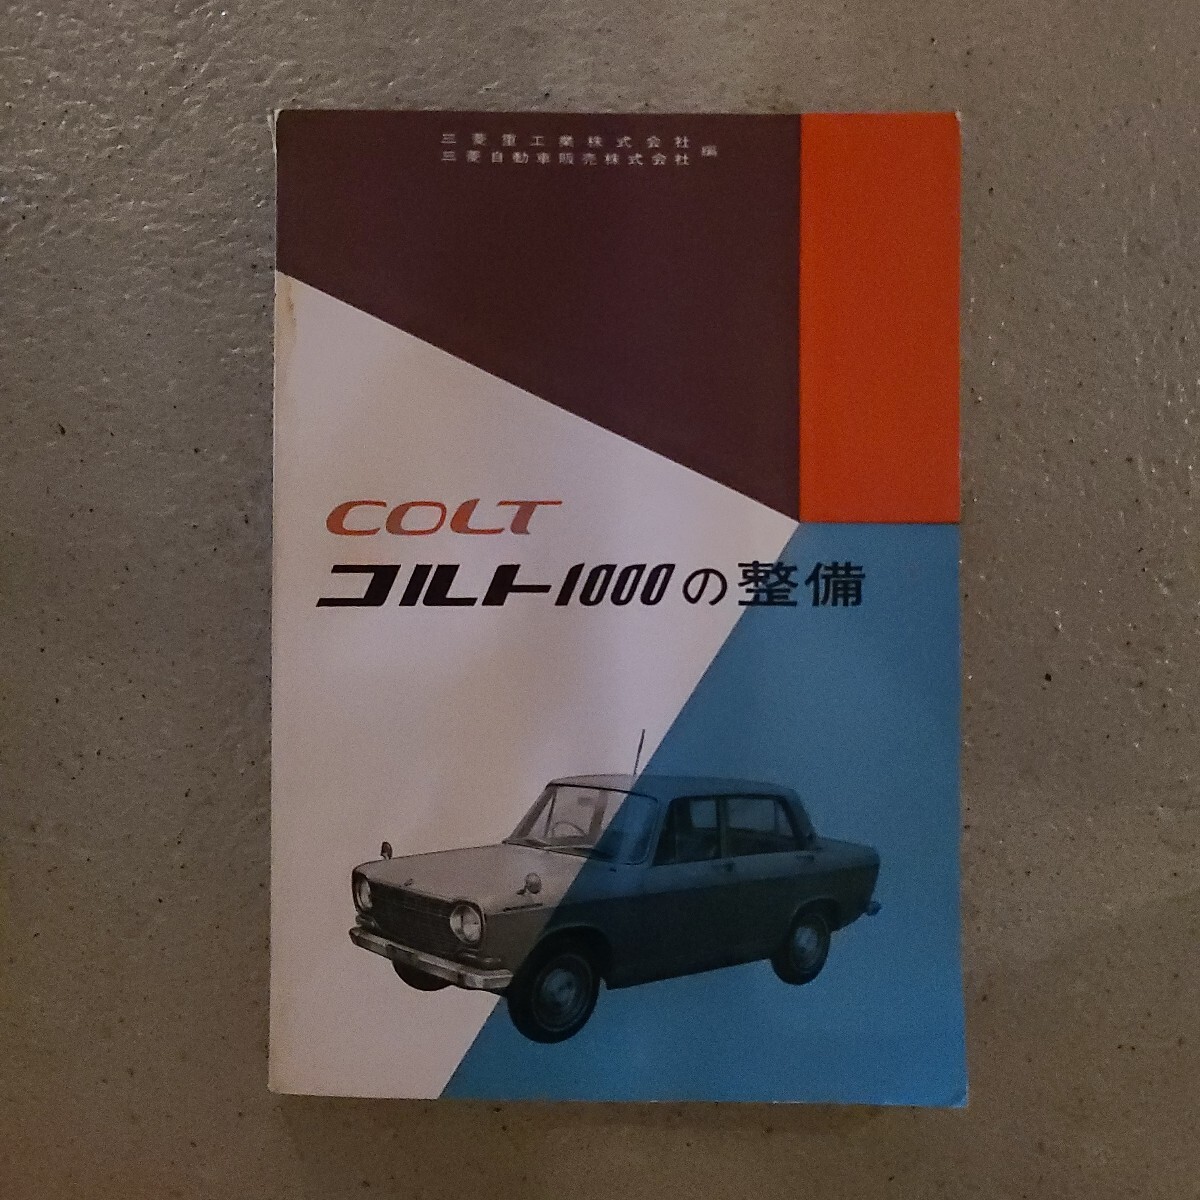 三菱重工業株式会社
三菱自動車販売株式会社 編
COLT
コルト1000の整備